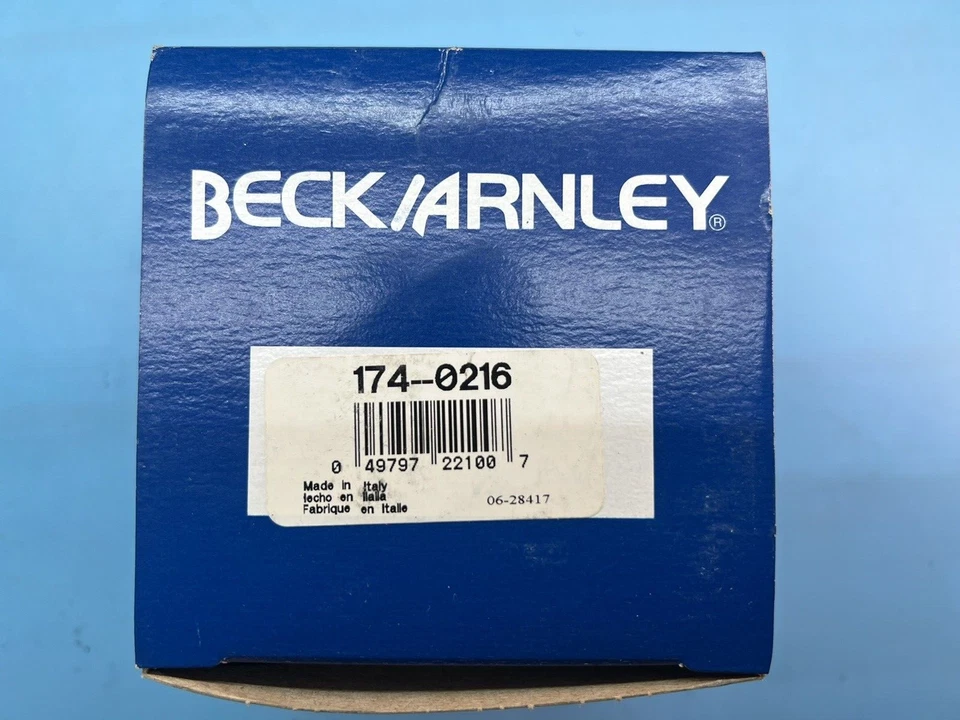 BECK/ARNLEY®
174--0216
0 49797 22100 7
Made in Italy
Hecho en Italia
Fabrique en Italie
06-28417